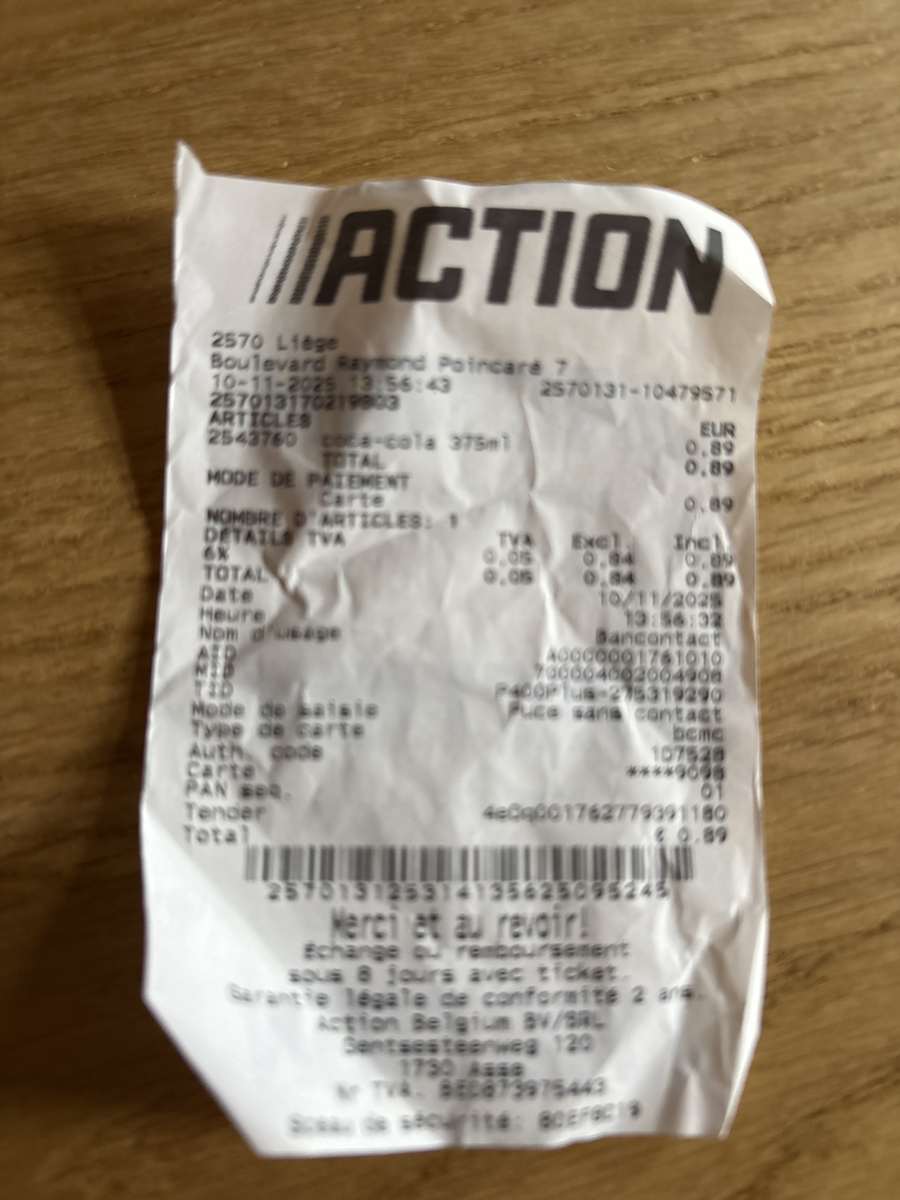 ACTION
2570 Liège
Boulevard Raymond Poincaré 7
10-11-2025 13:56:43 2570131-10479571
257013170219803
ARTICLES EUR
2543760 coca-cola 375ml 0,89
TOTAL 0,89
MODE DE PAIEMENT
Carte 0,89
NOMBRE D'ARTICLES: 1
DETAILS TVA TVA Excl. Incl.
6% 0,05 0,84 0,89
TOTAL 0,05 0,84 0,89
Date 10/11/2025
Heure 13:56:32
Nom d'usage Bancontact
AID A0000001761010
MID 700004002004908
TID P400Plus-275319290
Mode de saisie Puce sans contact
Type de carte bcmc
Auth. code 107528
Carte ****9098
PAN seq. 01
Tender 4eCq001762779391180
Total € 0.89
2570131253141356250952​45
Merci et au revoir!
Echange ou remboursement
sous 8 jours avec ticket.
Garantie légale de conformité 2 ans.
Action Belgium BV/SRL
Gentsesteenweg 120
1730 Asse
Nr TVA. BE0873975443
Sceau de sécurité: